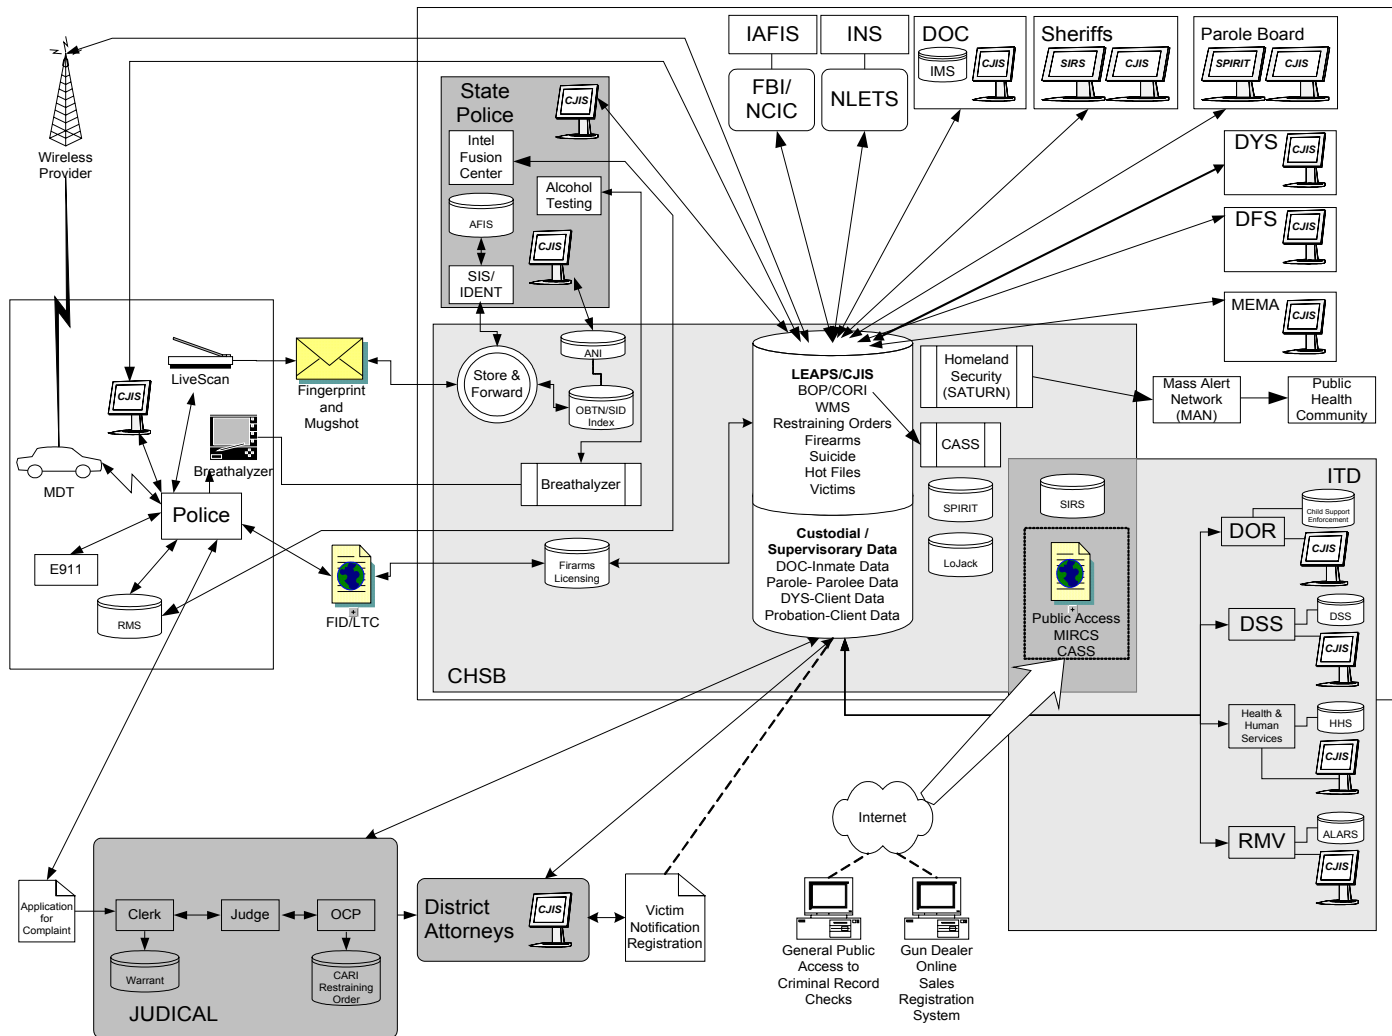 IAFIS
INS
DOC
Sheriffs
Parole Board
IMS
CJIS
SIRS
CJIS
SPIRIT
CJIS
FBI/
NCIC
NLETS
State
Police
CJIS
Intel
Fusion
Center
Alcohol
Testing
AFIS
CJIS
SIS/
IDENT
Wireless
Provider
DYS
CJIS
DFS
CJIS
MEMA
CJIS
LiveScan
CJIS
Breathalyzer
MDT
Police
E911
RMS
Fingerprint
and
Mugshot
FID/LTC
Store &
Forward
ANI
OBTN/SID
Index
Breathalyzer
Firarms
Licensing
CHSB
LEAPS/CJIS
BOP/CORI
WMS
Restraining Orders
Firearms
Suicide
Hot Files
Victims
Custodial /
Supervisorary Data
DOC-Inmate Data
Parole- Parolee Data
DYS-Client Data
Probation-Client Data
Homeland
Security
(SATURN)
CASS
SPIRIT
LoJack
Mass Alert
Network
(MAN)
Public
Health
Community
ITD
SIRS
Public Access
MIRCS
CASS
DOR
Child Support
Enforcement
CJIS
DSS
DSS
CJIS
Health &
Human
Services
HHS
CJIS
RMV
ALARS
CJIS
Internet
General Public
Access to
Criminal Record
Checks
Gun Dealer
Online
Sales
Registration
System
Application
for
Complaint
Clerk
Judge
OCP
Warrant
CARI
Restraining
Order
JUDICAL
District
Attorneys
CJIS
Victim
Notification
Registration